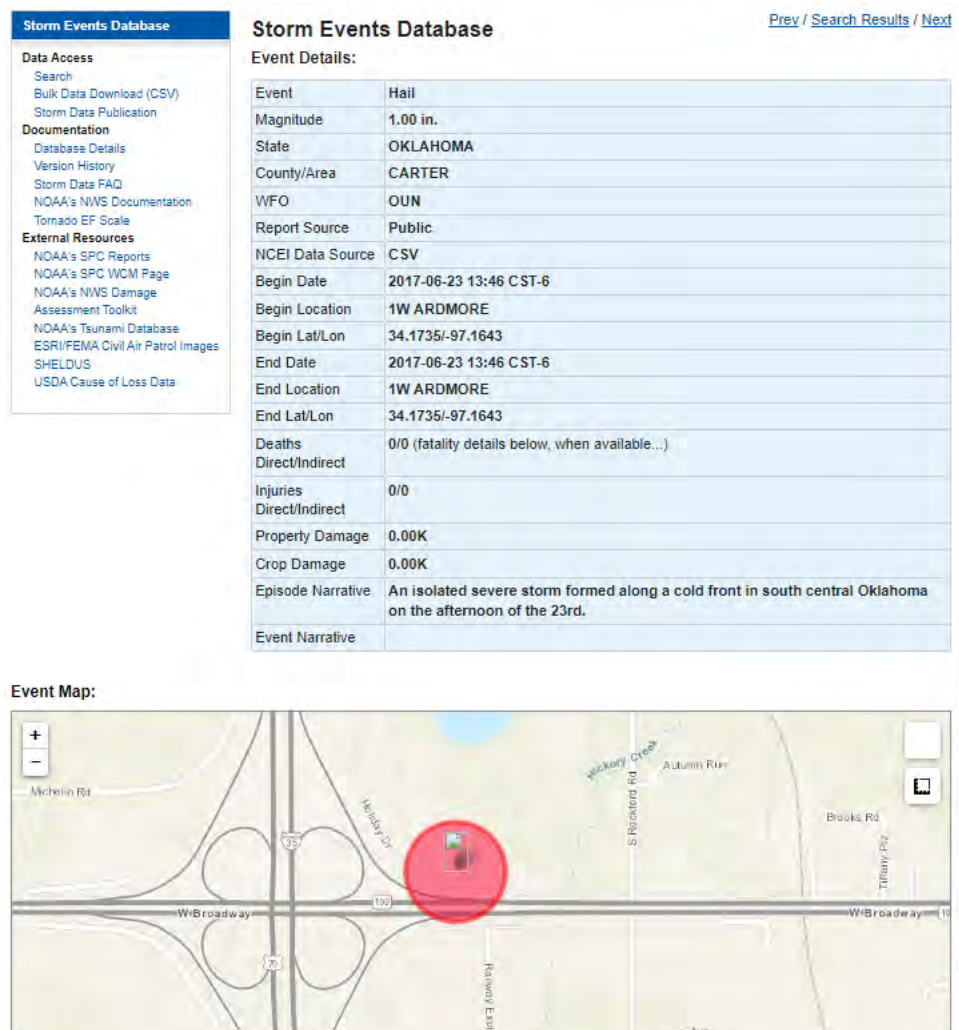 Storm Events Database
Data Access
Search
Bulk Data Download (CSV)
Storm Data Publication
Documentation
Database Details
Version History
Storm Data FAQ
NOAA's NWS Documentation
Tornado EF Scale
External Resources
NOAA's SPC Reports
NOAA's SPC WCM Page
NOAA's NWS Damage
Assessment Toolkit
NOAA's Tsunami Database
ESRI/FEMA Civil Air Patrol Images
SHELDUS
USDA Cause of Loss Data
Prev / Search Results / Next
Storm Events Database
Event Details:
Event Hail
Magnitude 1.00 in.
State OKLAHOMA
County/Area CARTER
WFO OUN
Report Source Public
NCEI Data Source CSV
Begin Date 2017-06-23 13:46 CST-6
Begin Location 1W ARDMORE
Begin Lat/Lon 34.1735/-97.1643
End Date 2017-06-23 13:46 CST-6
End Location 1W ARDMORE
End Lat/Lon 34.1735/-97.1643
Deaths 0/0 (fatality details below, when available...)
Direct/Indirect
Injuries 0/0
Direct/Indirect
Property Damage 0.00K
Crop Damage 0.00K
Episode Narrative An isolated severe storm formed along a cold front in south central Oklahoma
on the afternoon of the 23rd.
Event Narrative
Event Map:
+
−
Hickory Creek
Autumn Run
Michelin Rd
S Rockford Rd
Holiday Dr
Brooks Rd
Tiffany Plz
35
199
W Broadway
W Broadway
70
Railway Exp